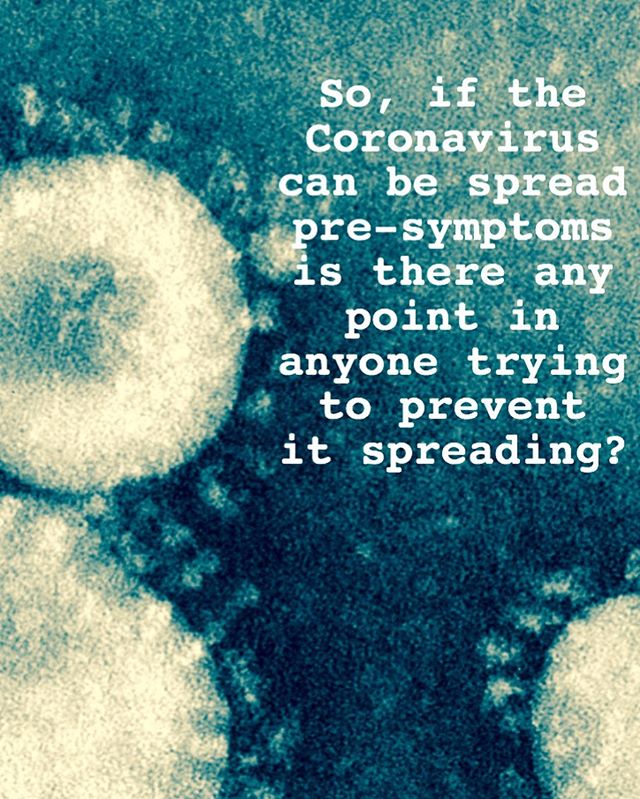 So, if the
Coronavirus
can be spread
pre-symptoms
is there any
point in
anyone trying
to prevent
it spreading?